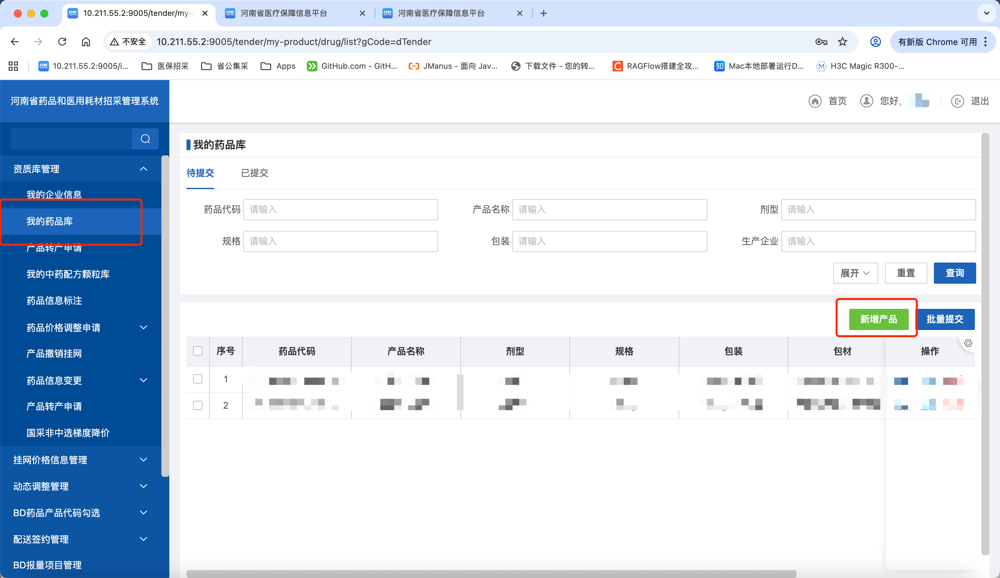 10.211.55.2:9005/tender/my-
河南省医疗保障信息平台
河南省医疗保障信息平台
不安全 10.211.55.2:9005/tender/my-product/drug/list?gCode=dTender
有新版 Chrome 可用
10.211.55.2:9005/i...
医保招采
省公集采
Apps
GitHub.com - GitH...
JManus - 面向 Jav...
下载文件 - 您的转...
RAGFlow搭建全攻...
知 Mac本地部署运行D...
H3C Magic R300-...
河南省药品和医用耗材招采管理系统
首页
您好,
退出
资质库管理
我的企业信息
我的药品库
产品转产申请
我的中药配方颗粒库
药品信息标注
药品价格调整申请
产品撤销挂网
药品信息变更
产品转产申请
国采非中选梯度降价
挂网价格信息管理
动态调整管理
BD药品产品代码勾选
配送签约管理
BD报量项目管理
我的药品库
待提交 已提交
药品代码 请输入 产品名称 请输入 剂型 请输入
规格 请输入 包装 请输入 生产企业 请输入
展开 重置 查询
新增产品 批量提交
序号 药品代码 产品名称 剂型 规格 包装 包材 操作
1
2